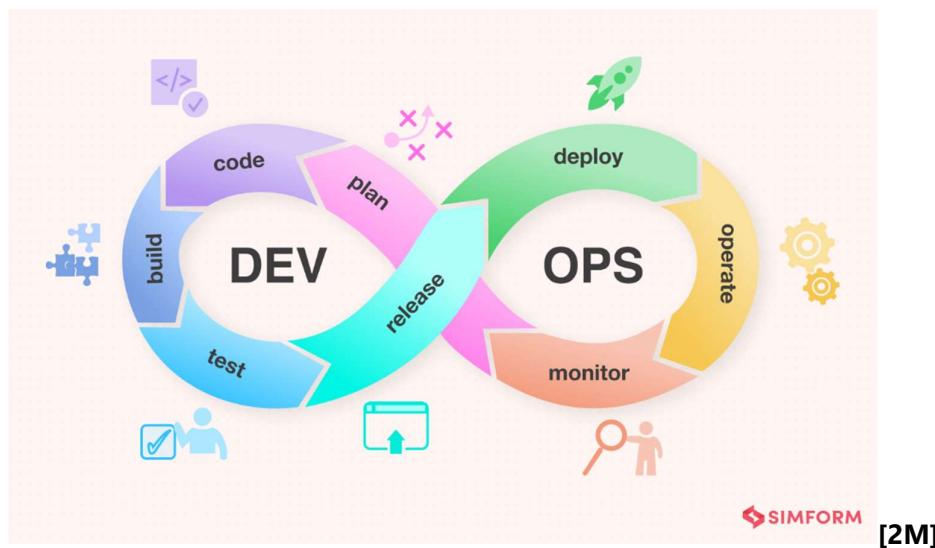 </>
code
plan
deploy
build
DEV
OPS
operate
release
test
monitor
SIMFORM
[2M]